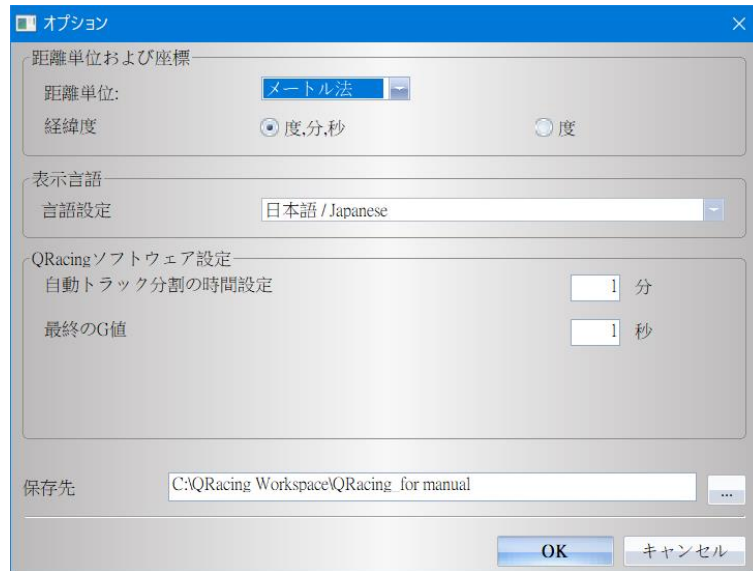 オプション
距離単位および座標
距離単位: メートル法
経緯度 度,分,秒 度
表示言語
言語設定 日本語 / Japanese
QRacingソフトウェア設定
自動トラック分割の時間設定 1 分
最終のG値 1 秒
保存先 C:\QRacing Workspace\QRacing_for manual ...
OK キャンセル